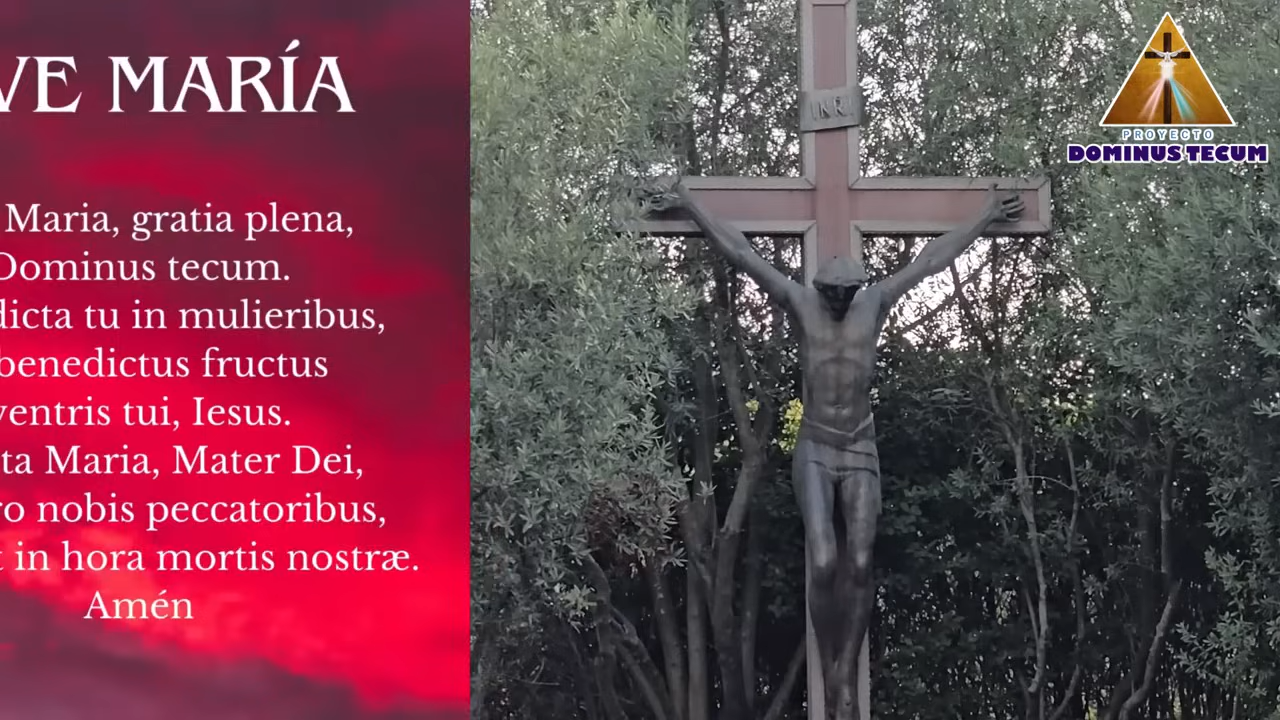 VE MARÍA
Maria, gratia plena,
Dominus tecum.
dicta tu in mulieribus,
benedictus fructus
ventris tui, Iesus.
ta Maria, Mater Dei,
ro nobis peccatoribus,
t in hora mortis nostræ.
Amén
INRI
PROYECTO
DOMINUS TECUM